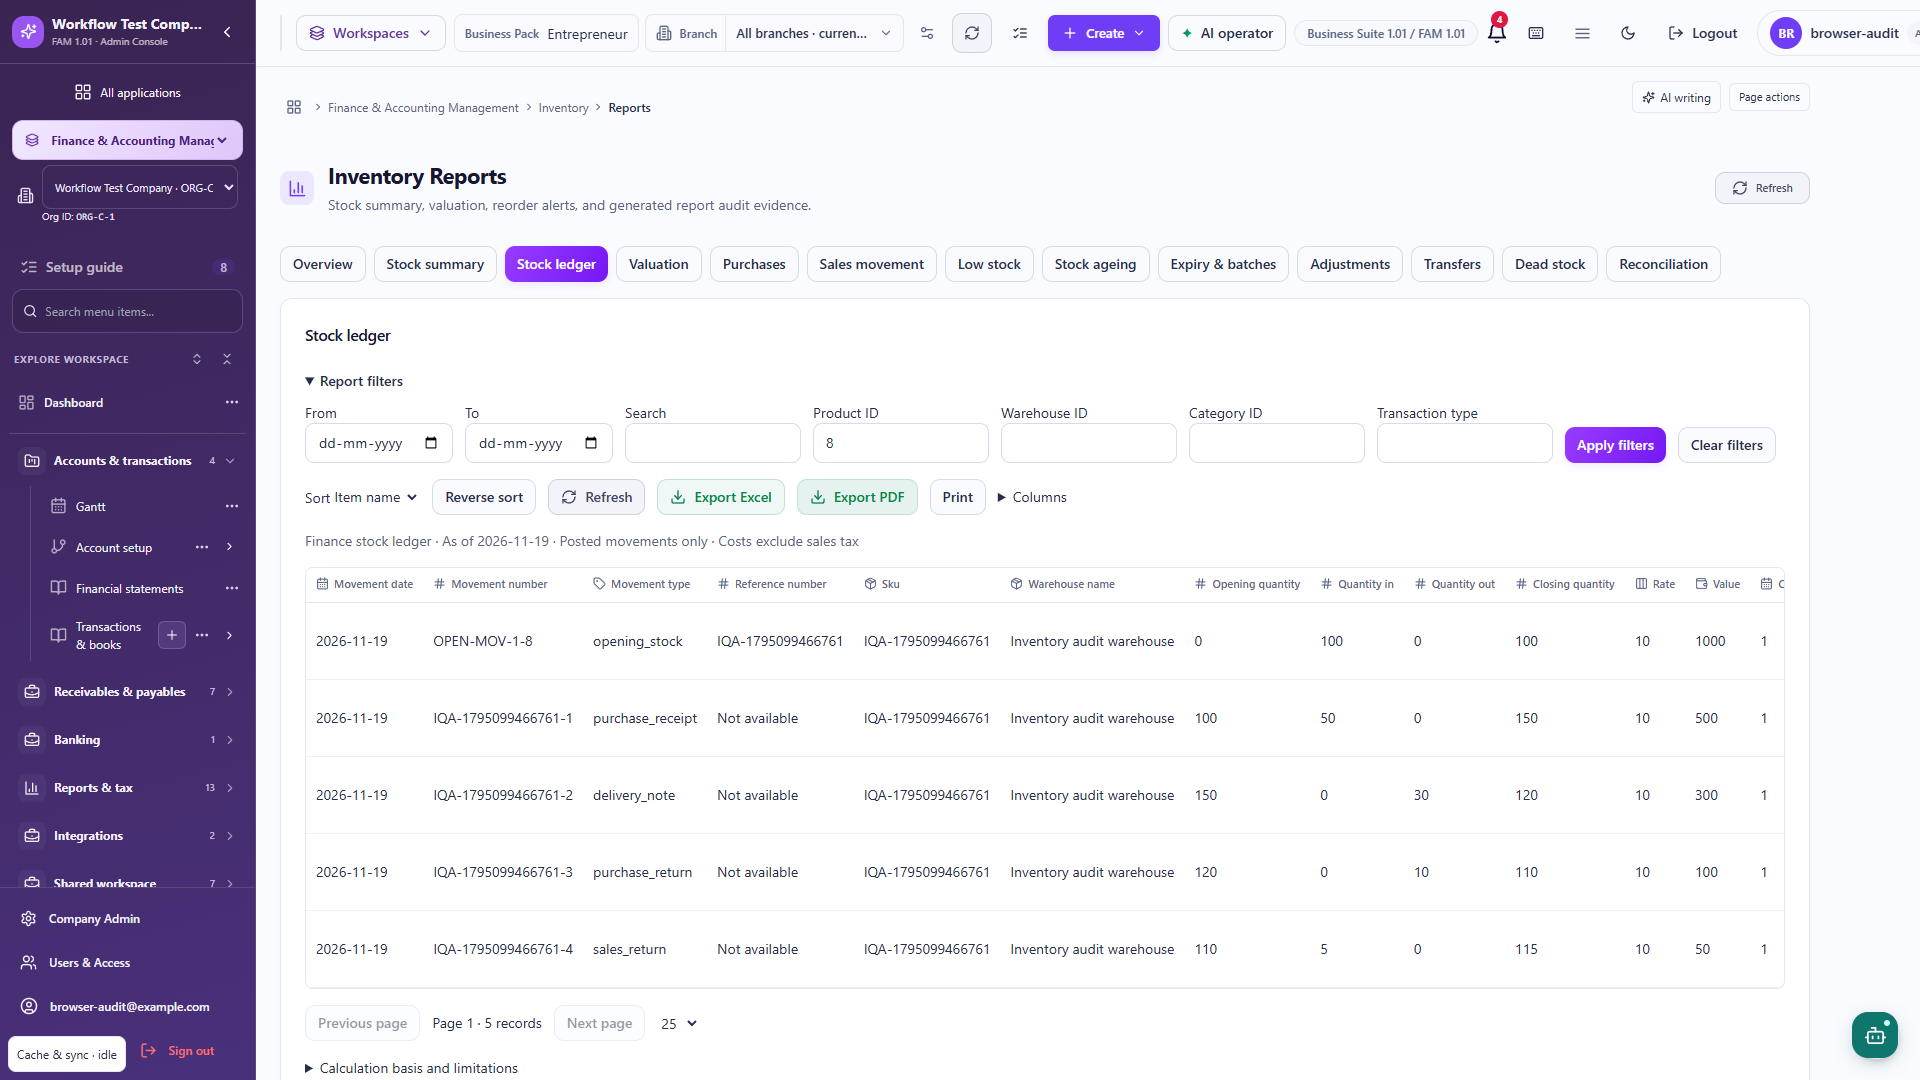 Workflow Test Comp...
FAM 1.01 · Admin Console
All applications
Finance & Accounting Manag
Workflow Test Company · ORG-C
Org ID: ORG-C-1
Setup guide 8
Search menu items...
EXPLORE WORKSPACE
Dashboard
Accounts & transactions 4
Gantt
Account setup
Financial statements
Transactions
& books
Receivables & payables 7
Banking 1
Reports & tax 13
Integrations 2
Shared workspace 7
Company Admin
Users & Access
browser-audit@example.com
Cache & sync · idle
Sign out
Workspaces
Business Pack Entrepreneur
Branch All branches · curren...
Create
AI operator
Business Suite 1.01 / FAM 1.01
4
Logout
BR browser-audit
Finance & Accounting Management > Inventory > Reports
AI writing
Page actions
Inventory Reports
Stock summary, valuation, reorder alerts, and generated report audit evidence.
Refresh
Overview Stock summary Stock ledger Valuation Purchases Sales movement Low stock Stock ageing Expiry & batches Adjustments Transfers Dead stock Reconciliation
Stock ledger
Report filters
From To Search Product ID Warehouse ID Category ID Transaction type
dd-mm-yyyy dd-mm-yyyy 8 Apply filters Clear filters
Sort Item name Reverse sort Refresh Export Excel Export PDF Print Columns
Finance stock ledger · As of 2026-11-19 · Posted movements only · Costs exclude sales tax
Movement date Movement number Movement type Reference number Sku Warehouse name Opening quantity Quantity in Quantity out Closing quantity Rate Value
2026-11-19 OPEN-MOV-1-8 opening_stock IQA-1795099466761 IQA-1795099466761 Inventory audit warehouse 0 100 0 100 10 1000 1
2026-11-19 IQA-1795099466761-1 purchase_receipt Not available IQA-1795099466761 Inventory audit warehouse 100 50 0 150 10 500 1
2026-11-19 IQA-1795099466761-2 delivery_note Not available IQA-1795099466761 Inventory audit warehouse 150 0 30 120 10 300 1
2026-11-19 IQA-1795099466761-3 purchase_return Not available IQA-1795099466761 Inventory audit warehouse 120 0 10 110 10 100 1
2026-11-19 IQA-1795099466761-4 sales_return Not available IQA-1795099466761 Inventory audit warehouse 110 5 0 115 10 50 1
Previous page Page 1 · 5 records Next page 25
Calculation basis and limitations